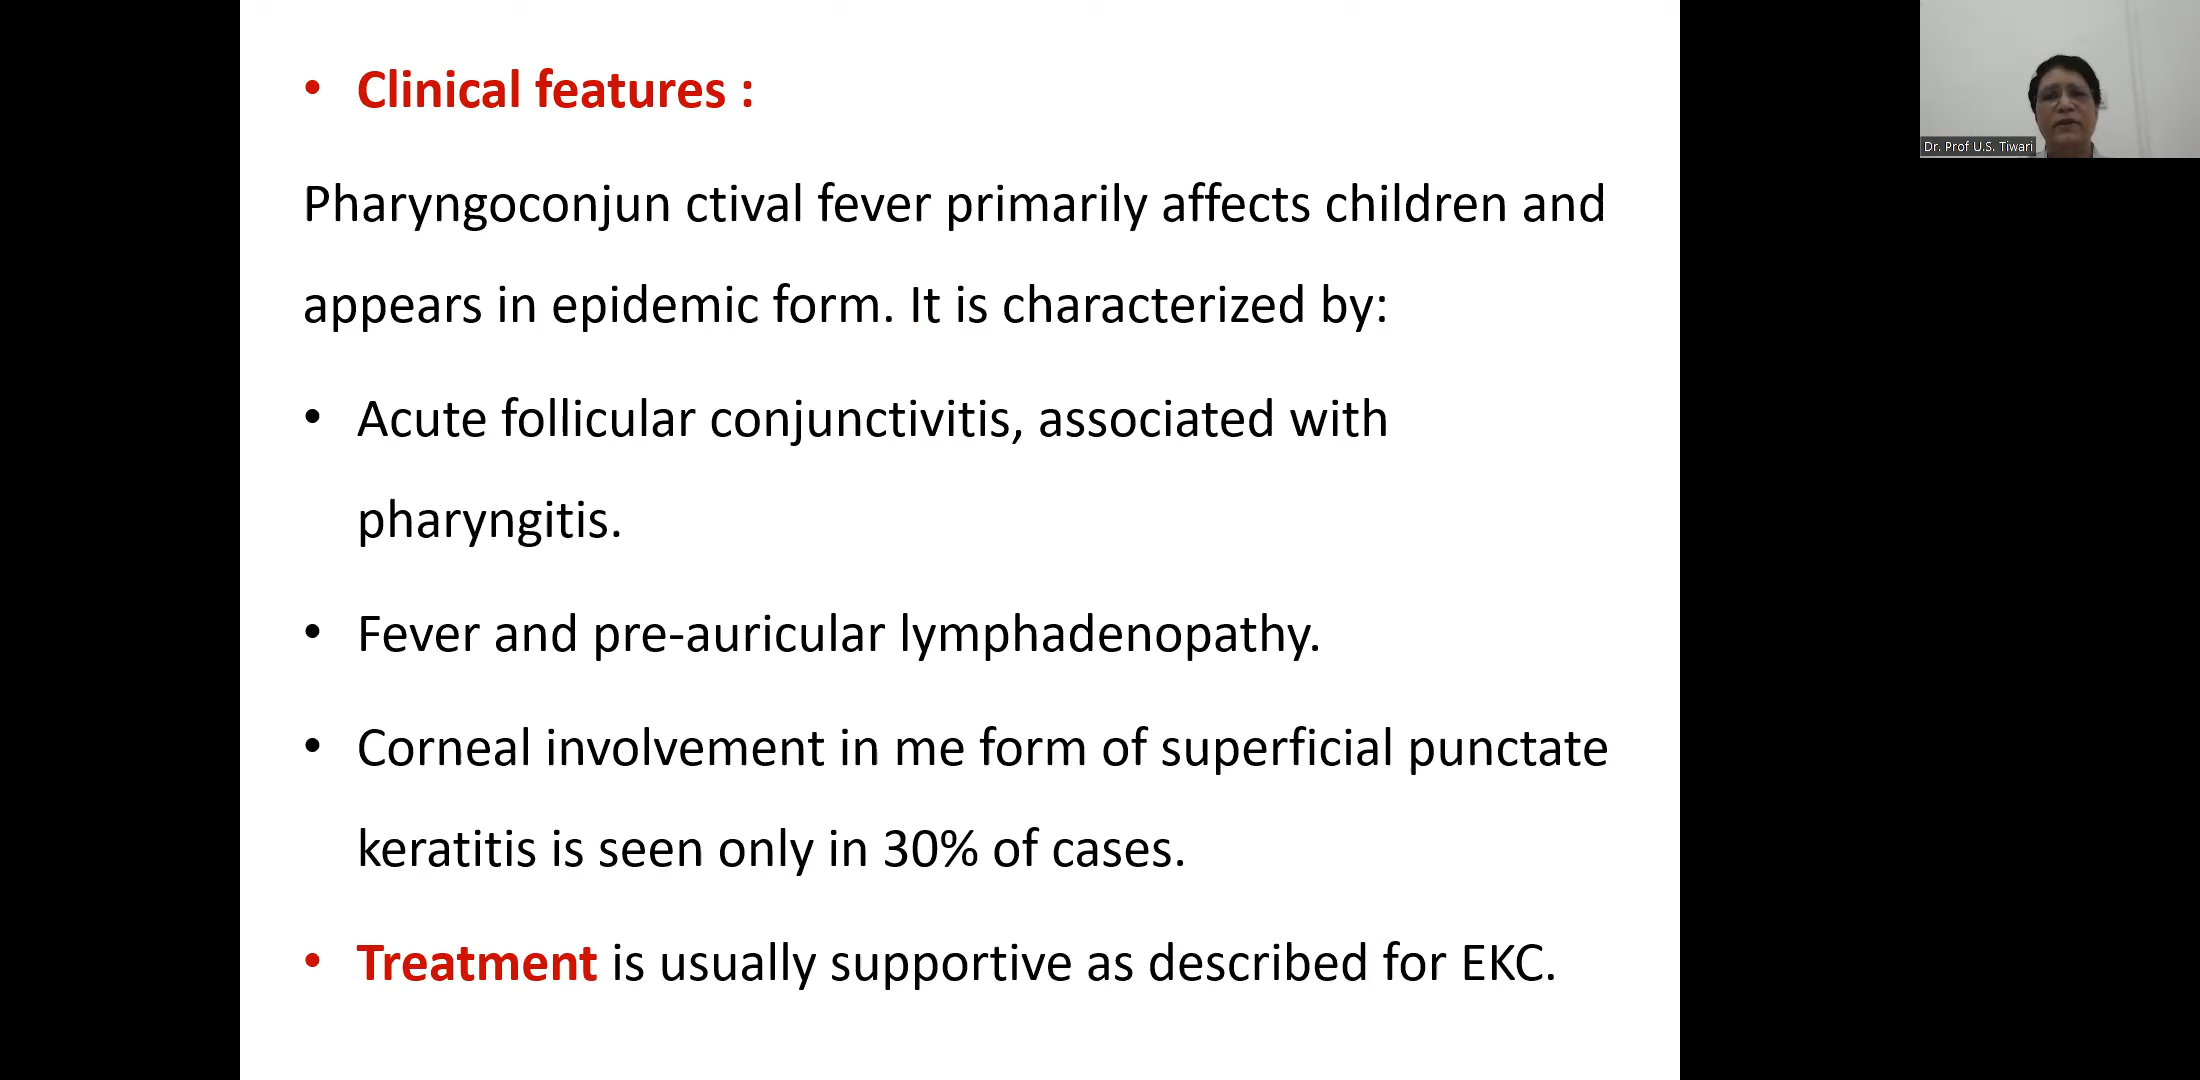 • Clinical features :
Pharyngoconjun ctival fever primarily affects children and
appears in epidemic form. It is characterized by:
• Acute follicular conjunctivitis, associated with
pharyngitis.
• Fever and pre-auricular lymphadenopathy.
• Corneal involvement in me form of superficial punctate
keratitis is seen only in 30% of cases.
• Treatment is usually supportive as described for EKC.
Dr. Prof U.S. Tiwari